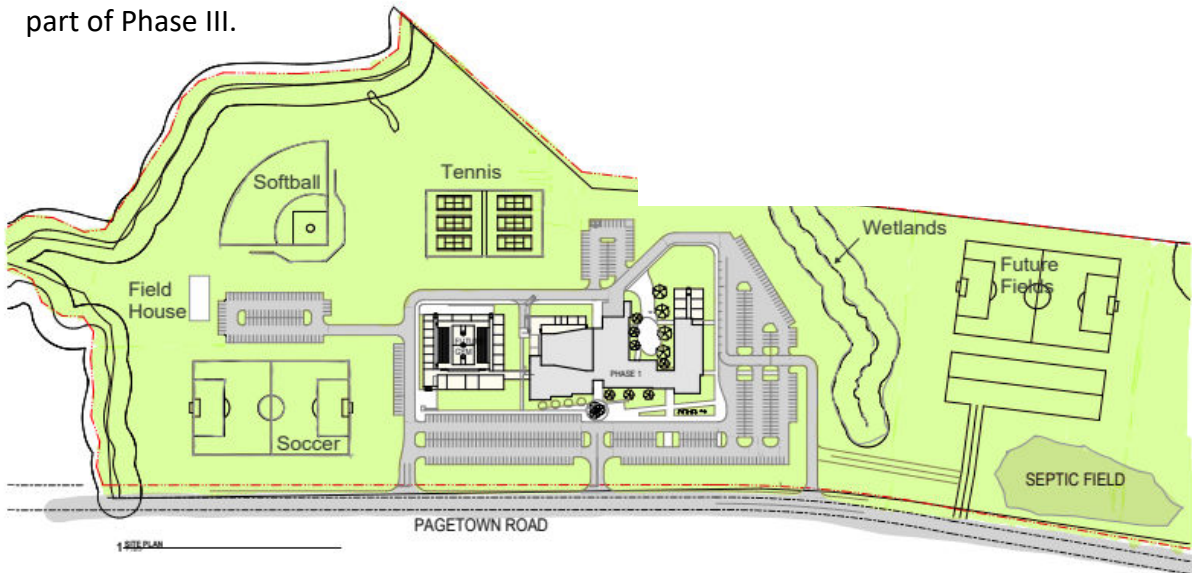 part of Phase III.
Softball
Tennis
Wetlands
Future
Fields
Field
House
PHASE 1
Soccer
SEPTIC FIELD
PAGETOWN ROAD
1 SITE PLAN